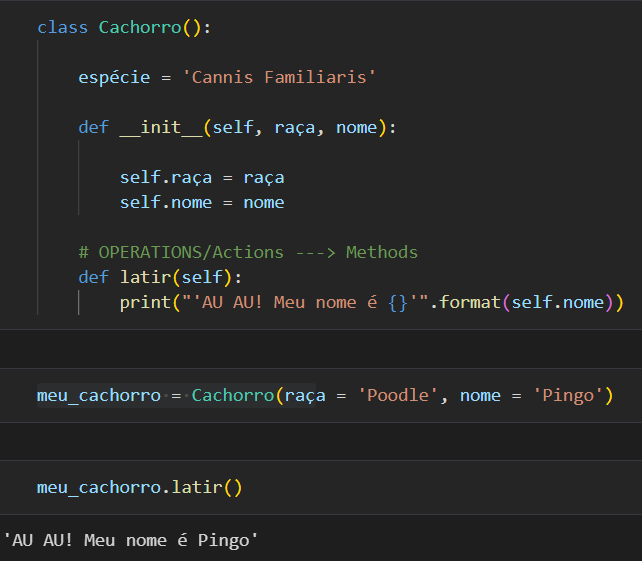 class Cachorro():
espécie = 'Cannis Familiaris'
def __init__(self, raça, nome):
self.raça = raça
self.nome = nome
# OPERATIONS/Actions ---> Methods
def latir(self):
print("'AU AU! Meu nome é {}'".format(self.nome))
meu_cachorro = Cachorro(raça = 'Poodle', nome = 'Pingo')
meu_cachorro.latir()
'AU AU! Meu nome é Pingo'